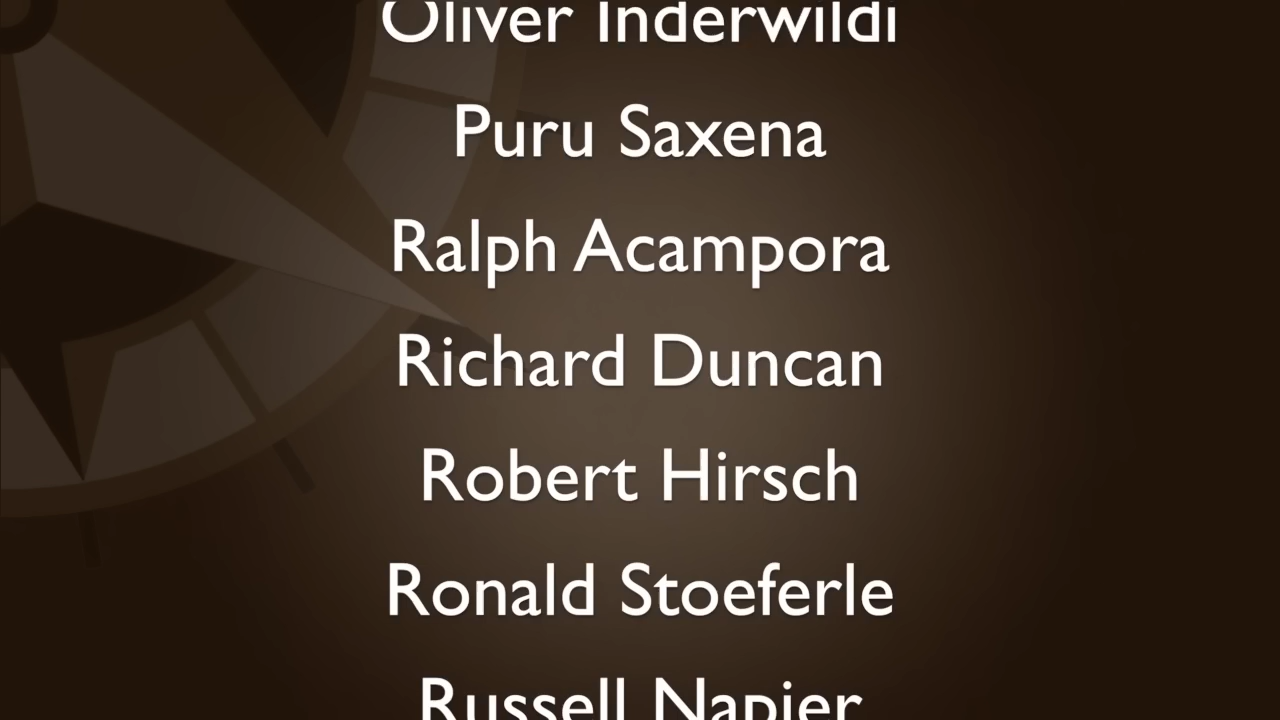 Oliver Inderwildi
Puru Saxena
Ralph Acampora
Richard Duncan
Robert Hirsch
Ronald Stoeferle
Russell Napier